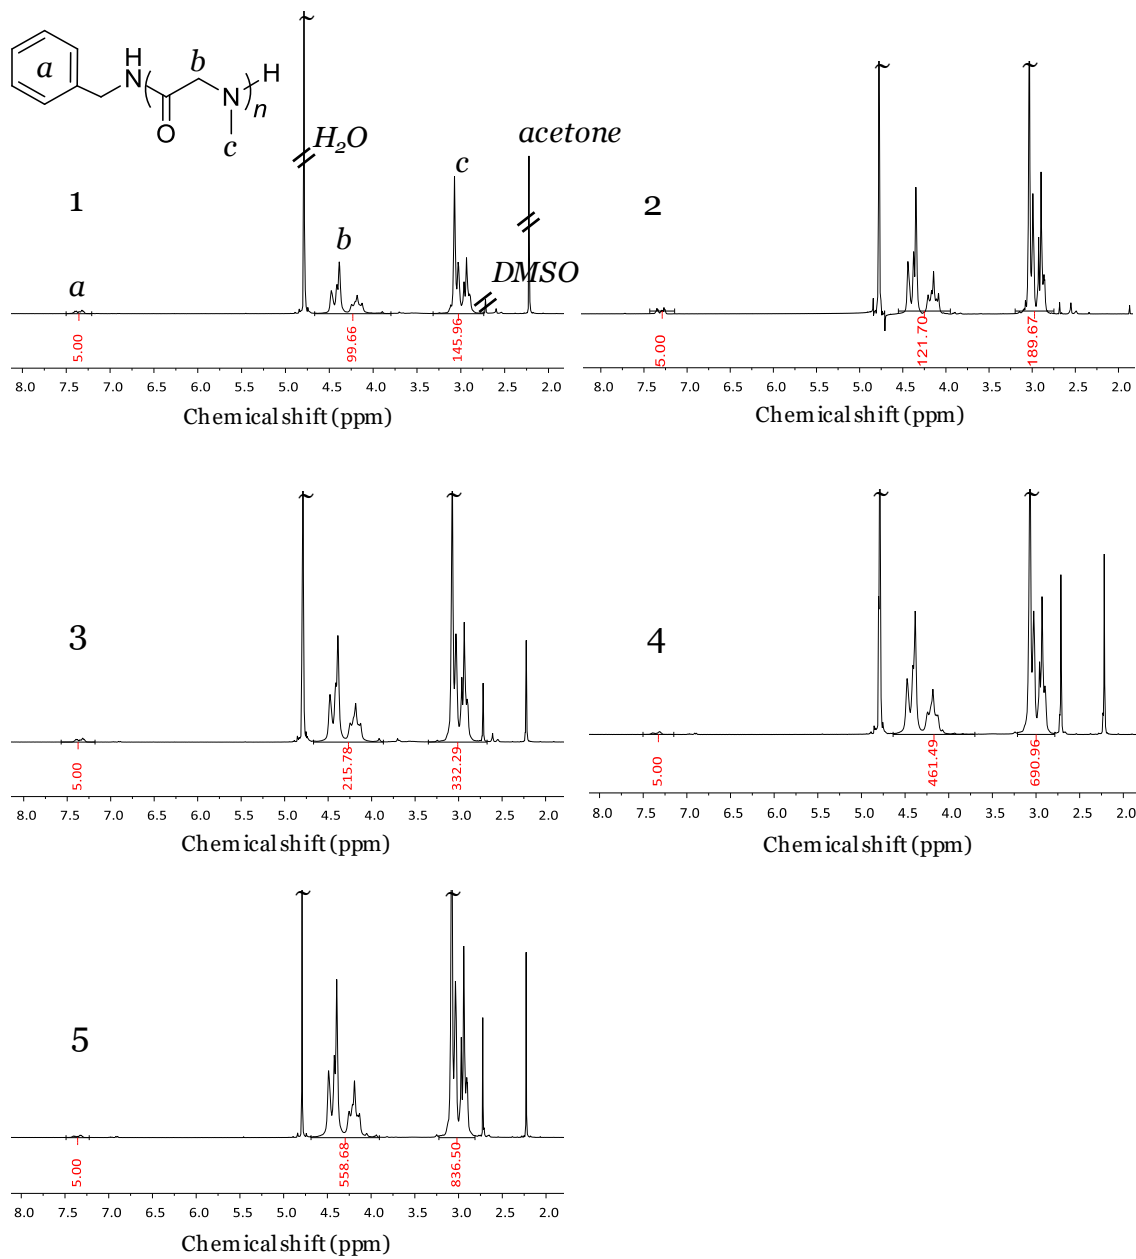 H
N
a
b
O
N
H
n
c
H₂O
acetone
c
1
b
DMSO
a
5.00
99.66
145.96
8.0 7.5 7.0 6.5 6.0 5.5 5.0 4.5 4.0 3.5 3.0 2.5 2.0
Chemical shift (ppm)
2
5.00
121.70
189.67
8.0 7.5 7.0 6.5 6.0 5.5 5.0 4.5 4.0 3.5 3.0 2.5 2.0
Chemical shift (ppm)
3
5.00
215.78
332.29
8.0 7.5 7.0 6.5 6.0 5.5 5.0 4.5 4.0 3.5 3.0 2.5 2.0
Chemical shift (ppm)
4
5.00
461.49
690.96
8.0 7.5 7.0 6.5 6.0 5.5 5.0 4.5 4.0 3.5 3.0 2.5 2.0
Chemical shift (ppm)
5
5.00
558.68
836.50
8.0 7.5 7.0 6.5 6.0 5.5 5.0 4.5 4.0 3.5 3.0 2.5 2.0
Chemical shift (ppm)